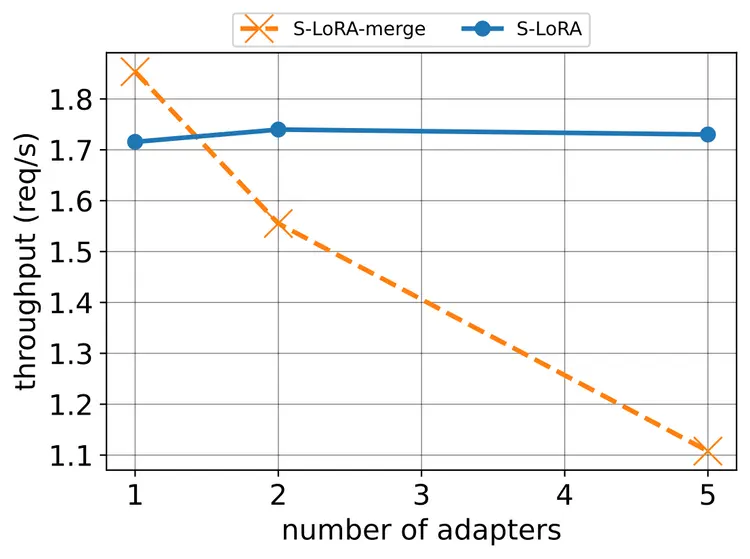 S-LoRA-merge S-LoRA
throughput (req/s)
1.8
1.7
1.6
1.5
1.4
1.3
1.2
1.1
1 2 3 4 5
number of adapters